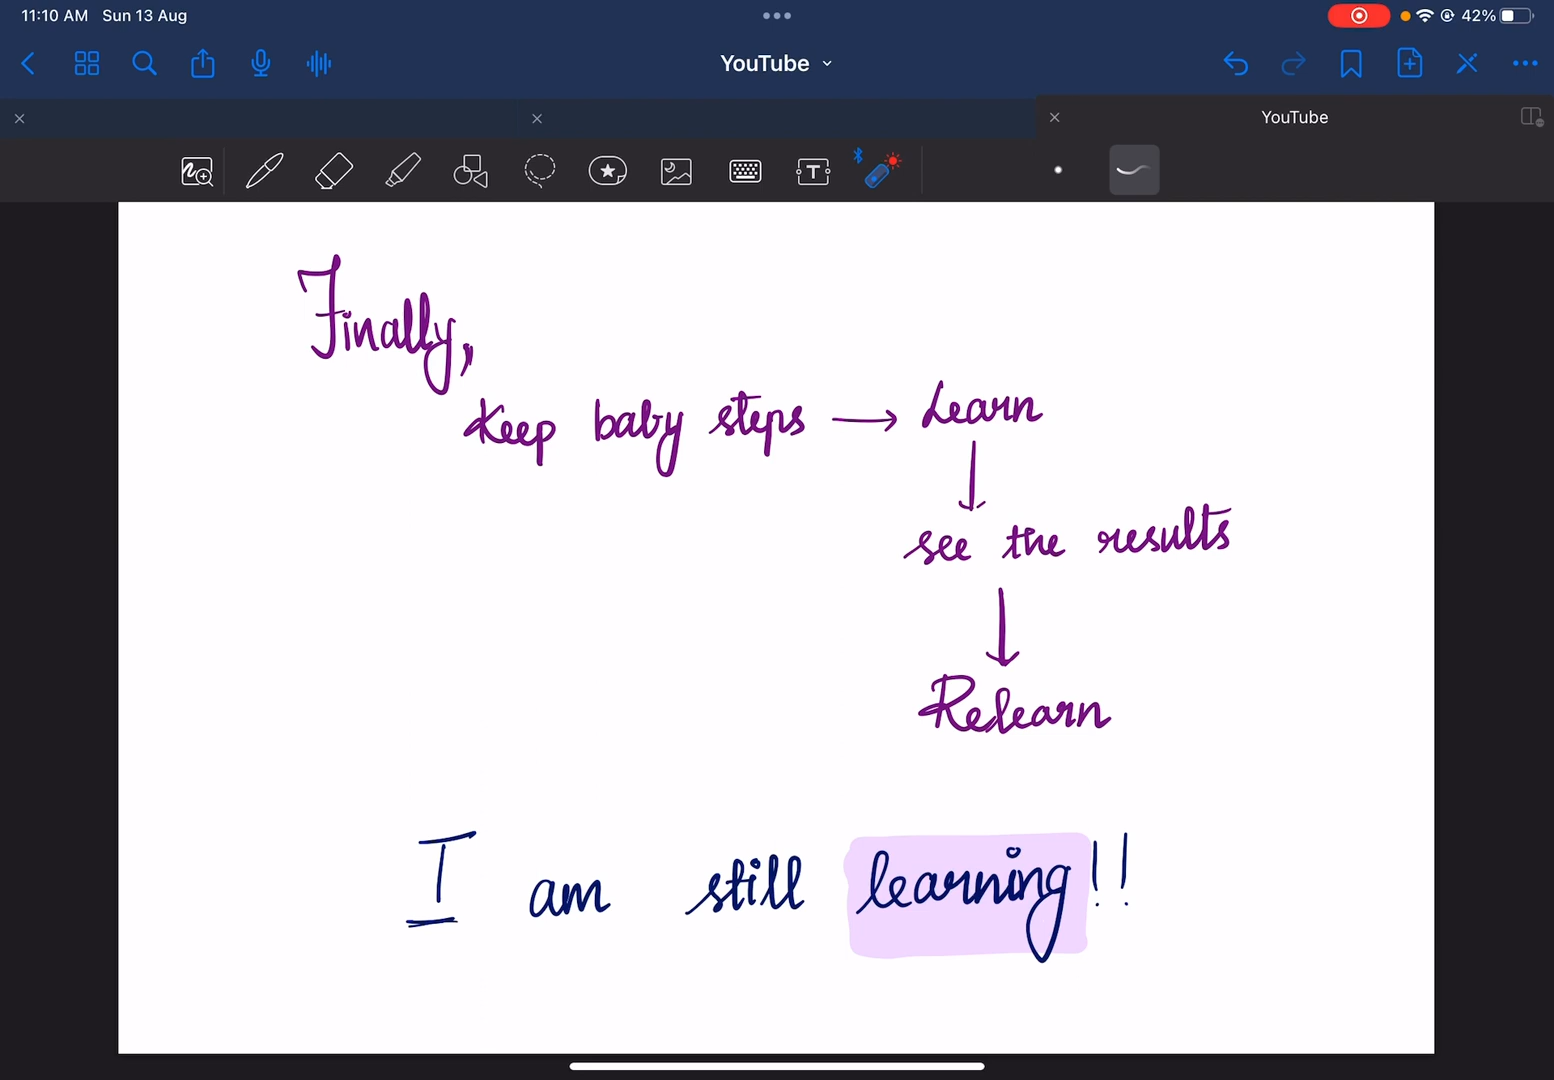 11:10 AM Sun 13 Aug
42%
YouTube
YouTube
T
Finally,
Keep baby steps → Learn
↓
see the results
↓
Relearn
I am still learning!!